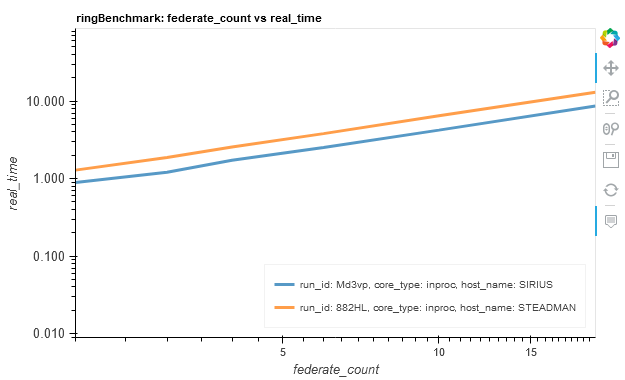 ringBenchmark: federate_count vs real_time
10.000
1.000
0.100
0.010
real_time
run_id: Md3vp, core_type: inproc, host_name: SIRIUS
run_id: 882HL, core_type: inproc, host_name: STEADMAN
5
10
15
federate_count